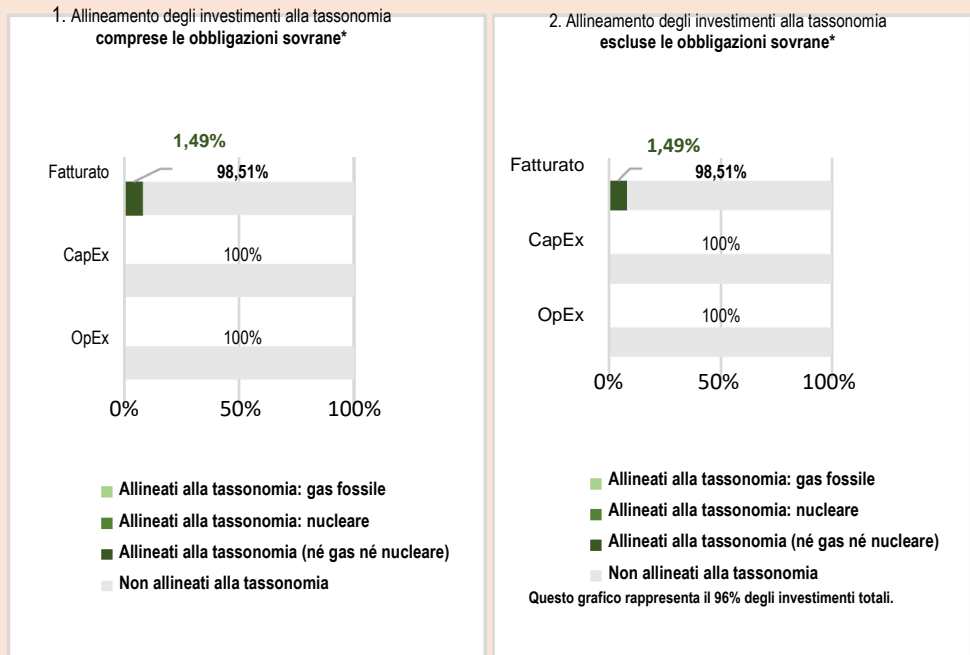 1. Allineamento degli investimenti alla tassonomia
comprese le obbligazioni sovrane*
1,49%
Fatturato
98,51%
CapEx
100%
OpEx
100%
0%
50%
100%
Allineati alla tassonomia: gas fossile
Allineati alla tassonomia: nucleare
Allineati alla tassonomia (né gas né nucleare)
Non allineati alla tassonomia
2. Allineamento degli investimenti alla tassonomia
escluse le obbligazioni sovrane*
1,49%
Fatturato
98,51%
CapEx
100%
OpEx
100%
0%
50%
100%
Allineati alla tassonomia: gas fossile
Allineati alla tassonomia: nucleare
Allineati alla tassonomia (né gas né nucleare)
Non allineati alla tassonomia
Questo grafico rappresenta il 96% degli investimenti totali.